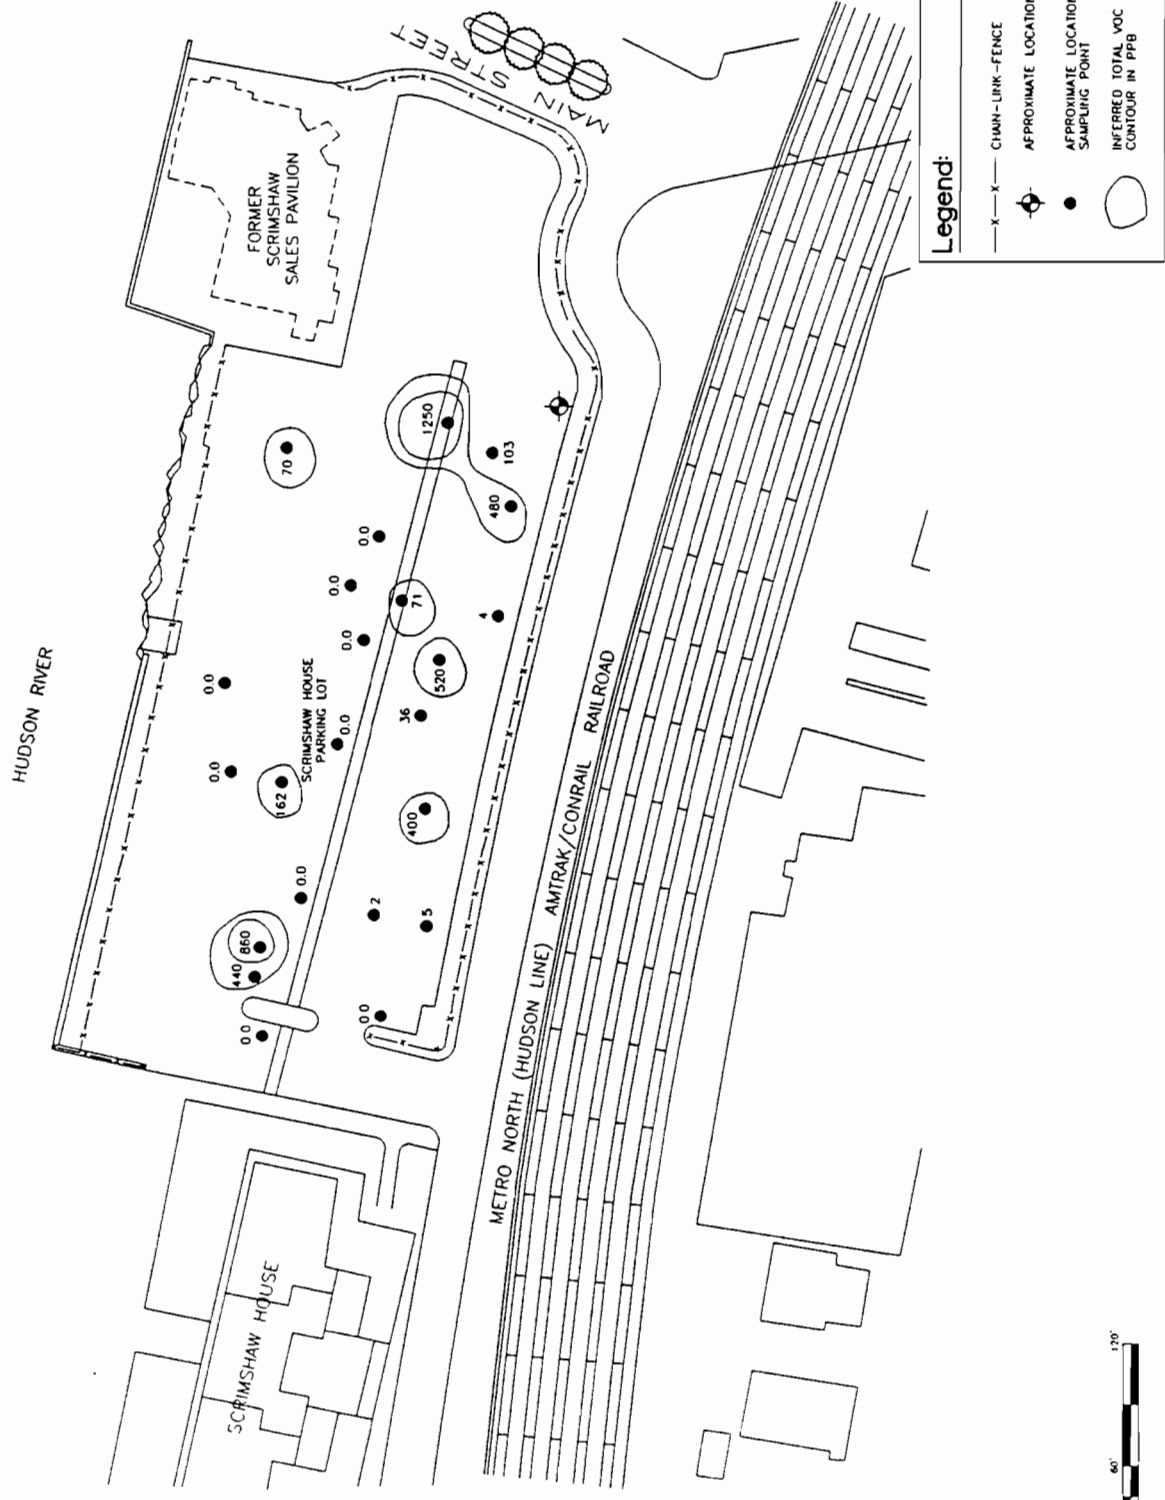 HUDSON RIVER
MAIN STREET
FORMER
SCRIMSHAW
SALES PAVILION
SCRIMSHAW HOUSE
PARKING LOT
SCRIMSHAW HOUSE
METRO NORTH (HUDSON LINE) AMTRAK/CONRAIL RAILROAD
0.0
440
860
0.0
162
0.0
0.0
0.0
0.0
0.0
0.0
70
1250
103
480
71
4
520
36
400
2
5
0.0
Legend:
x x CHAIN-LINK-FENCE
APPROXIMATE LOCATION
APPROXIMATE LOCATION
SAMPLING POINT
INFERRED TOTAL VOC
CONTOUR IN PPB
60' 120'